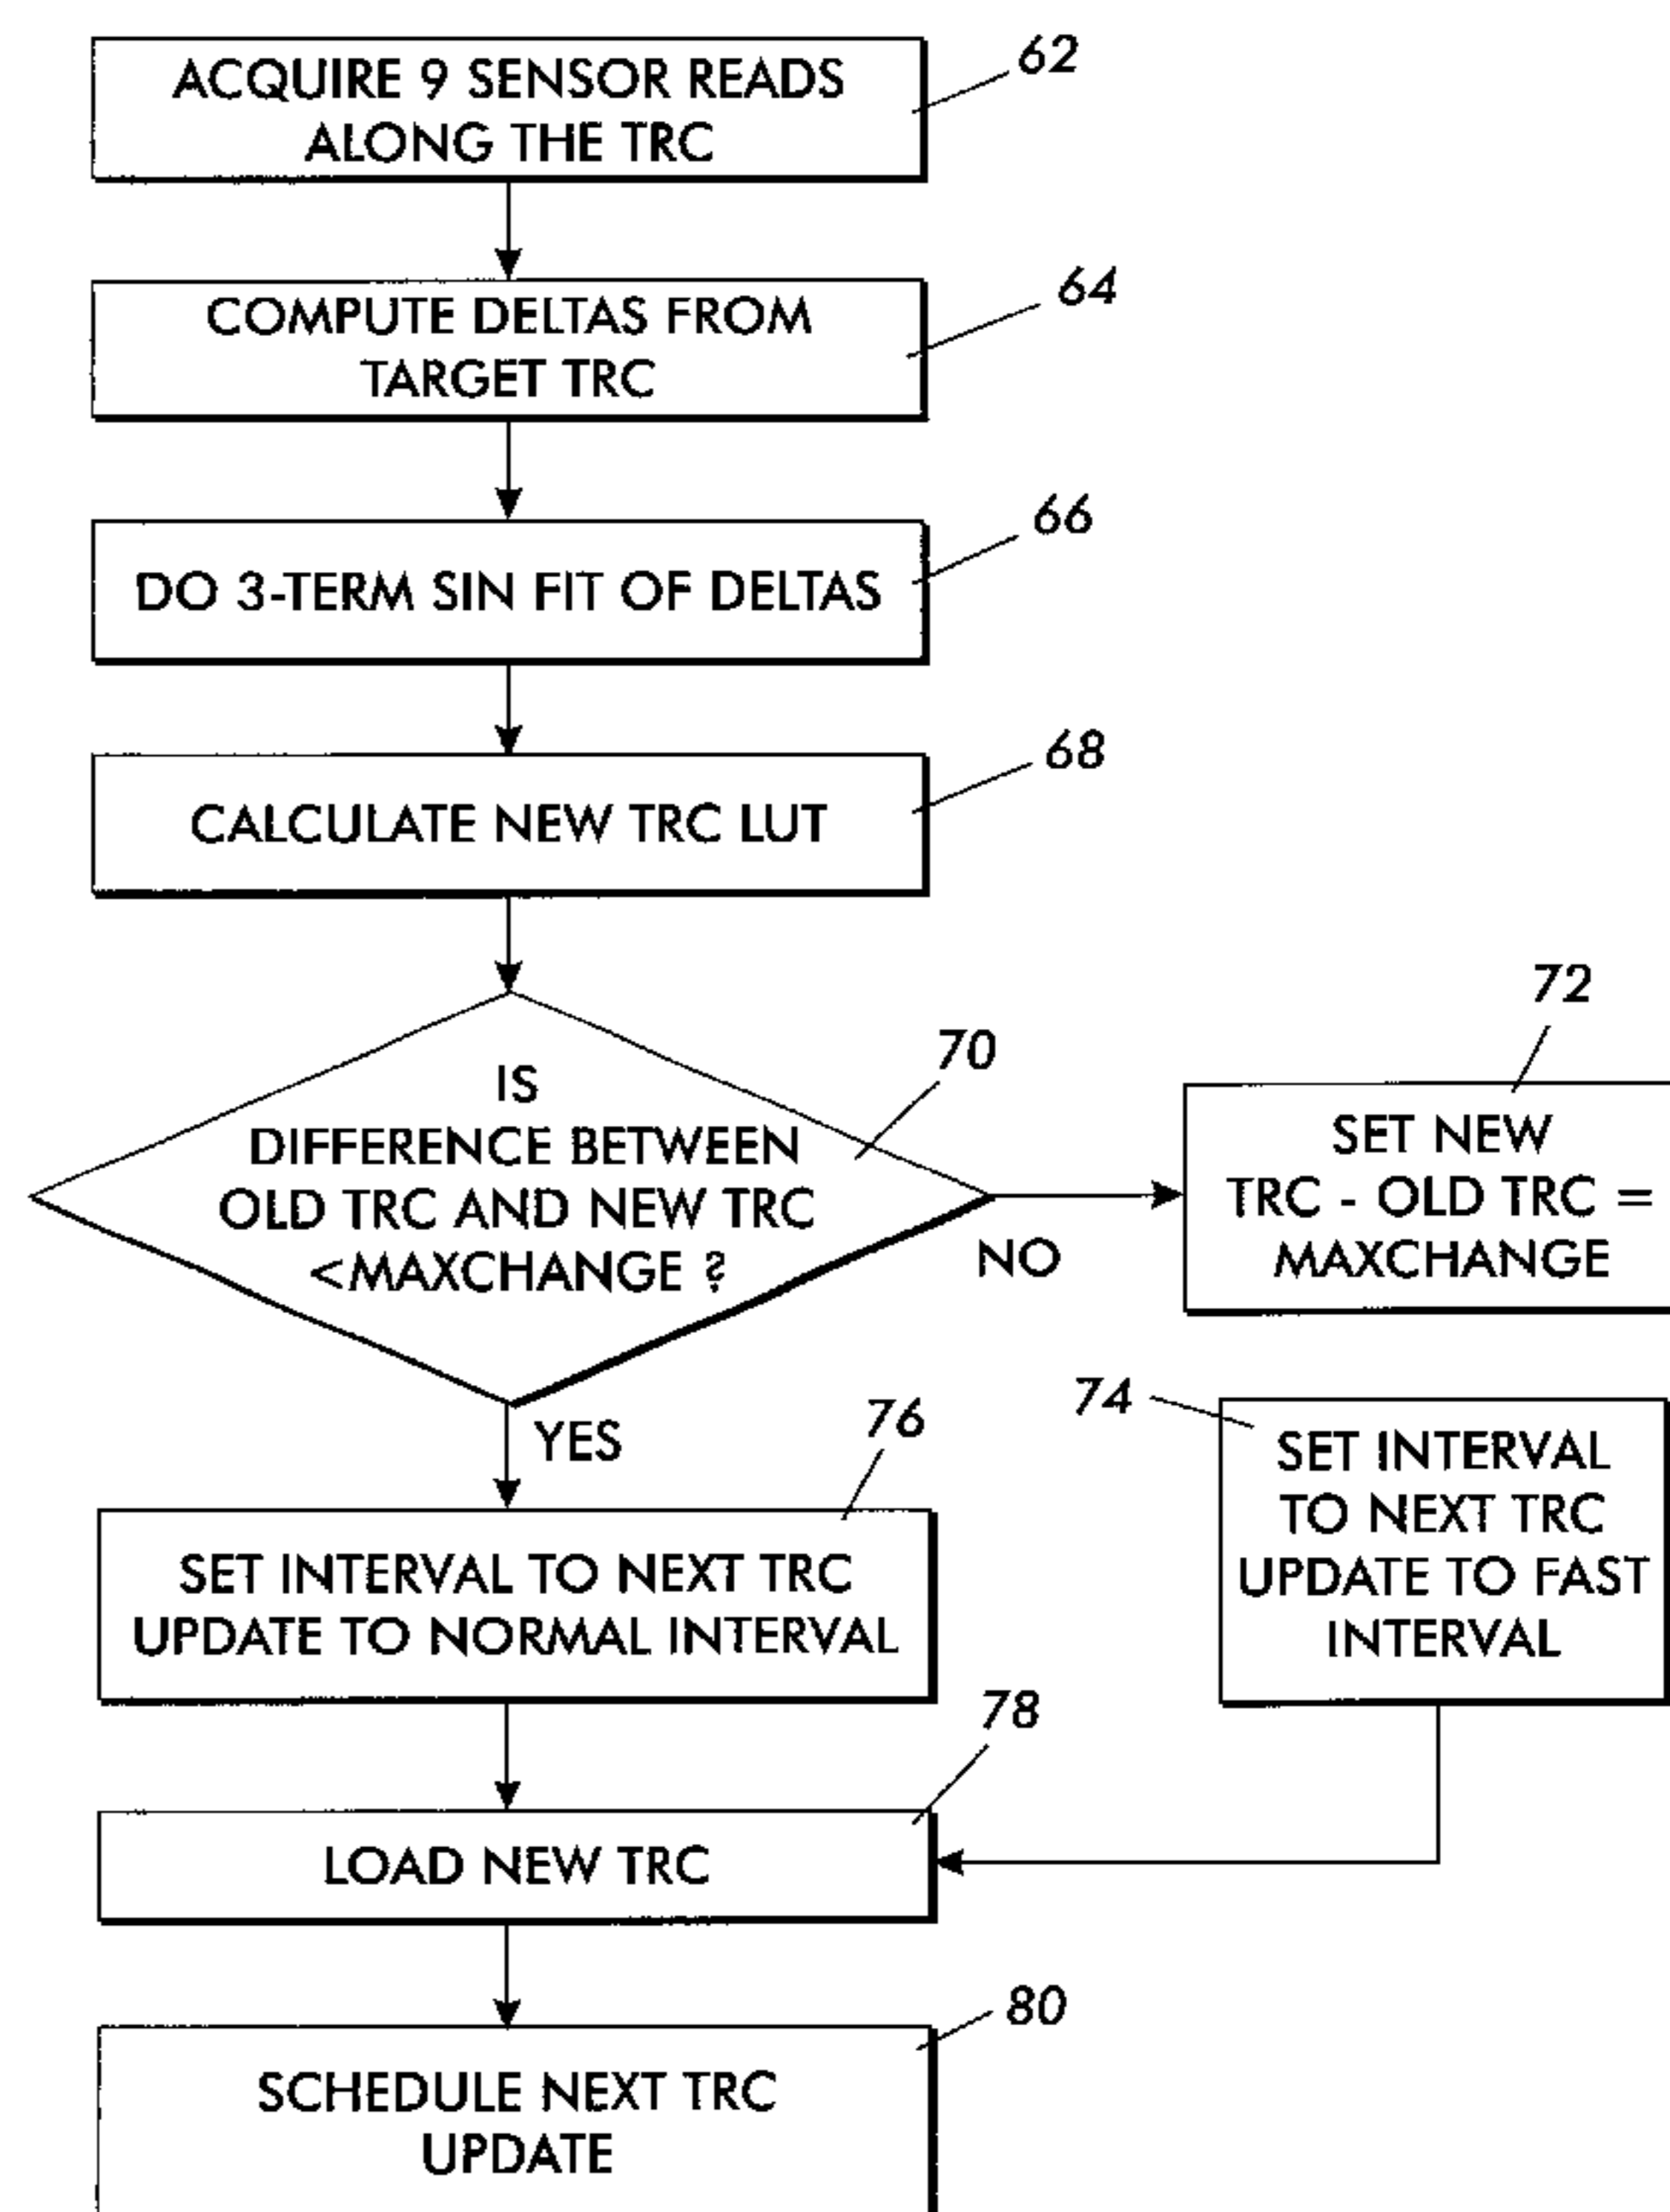 62
ACQUIRE 9 SENSOR READS
ALONG THE TRC
64
COMPUTE DELTAS FROM
TARGET TRC
66
DO 3-TERM SIN FIT OF DELTAS
68
CALCULATE NEW TRC LUT
70
IS
DIFFERENCE BETWEEN
OLD TRC AND NEW TRC
<MAXCHANGE ?
NO
72
SET NEW
TRC - OLD TRC =
MAXCHANGE
YES
74
SET INTERVAL
TO NEXT TRC
UPDATE TO FAST
INTERVAL
76
SET INTERVAL TO NEXT TRC
UPDATE TO NORMAL INTERVAL
78
LOAD NEW TRC
80
SCHEDULE NEXT TRC
UPDATE